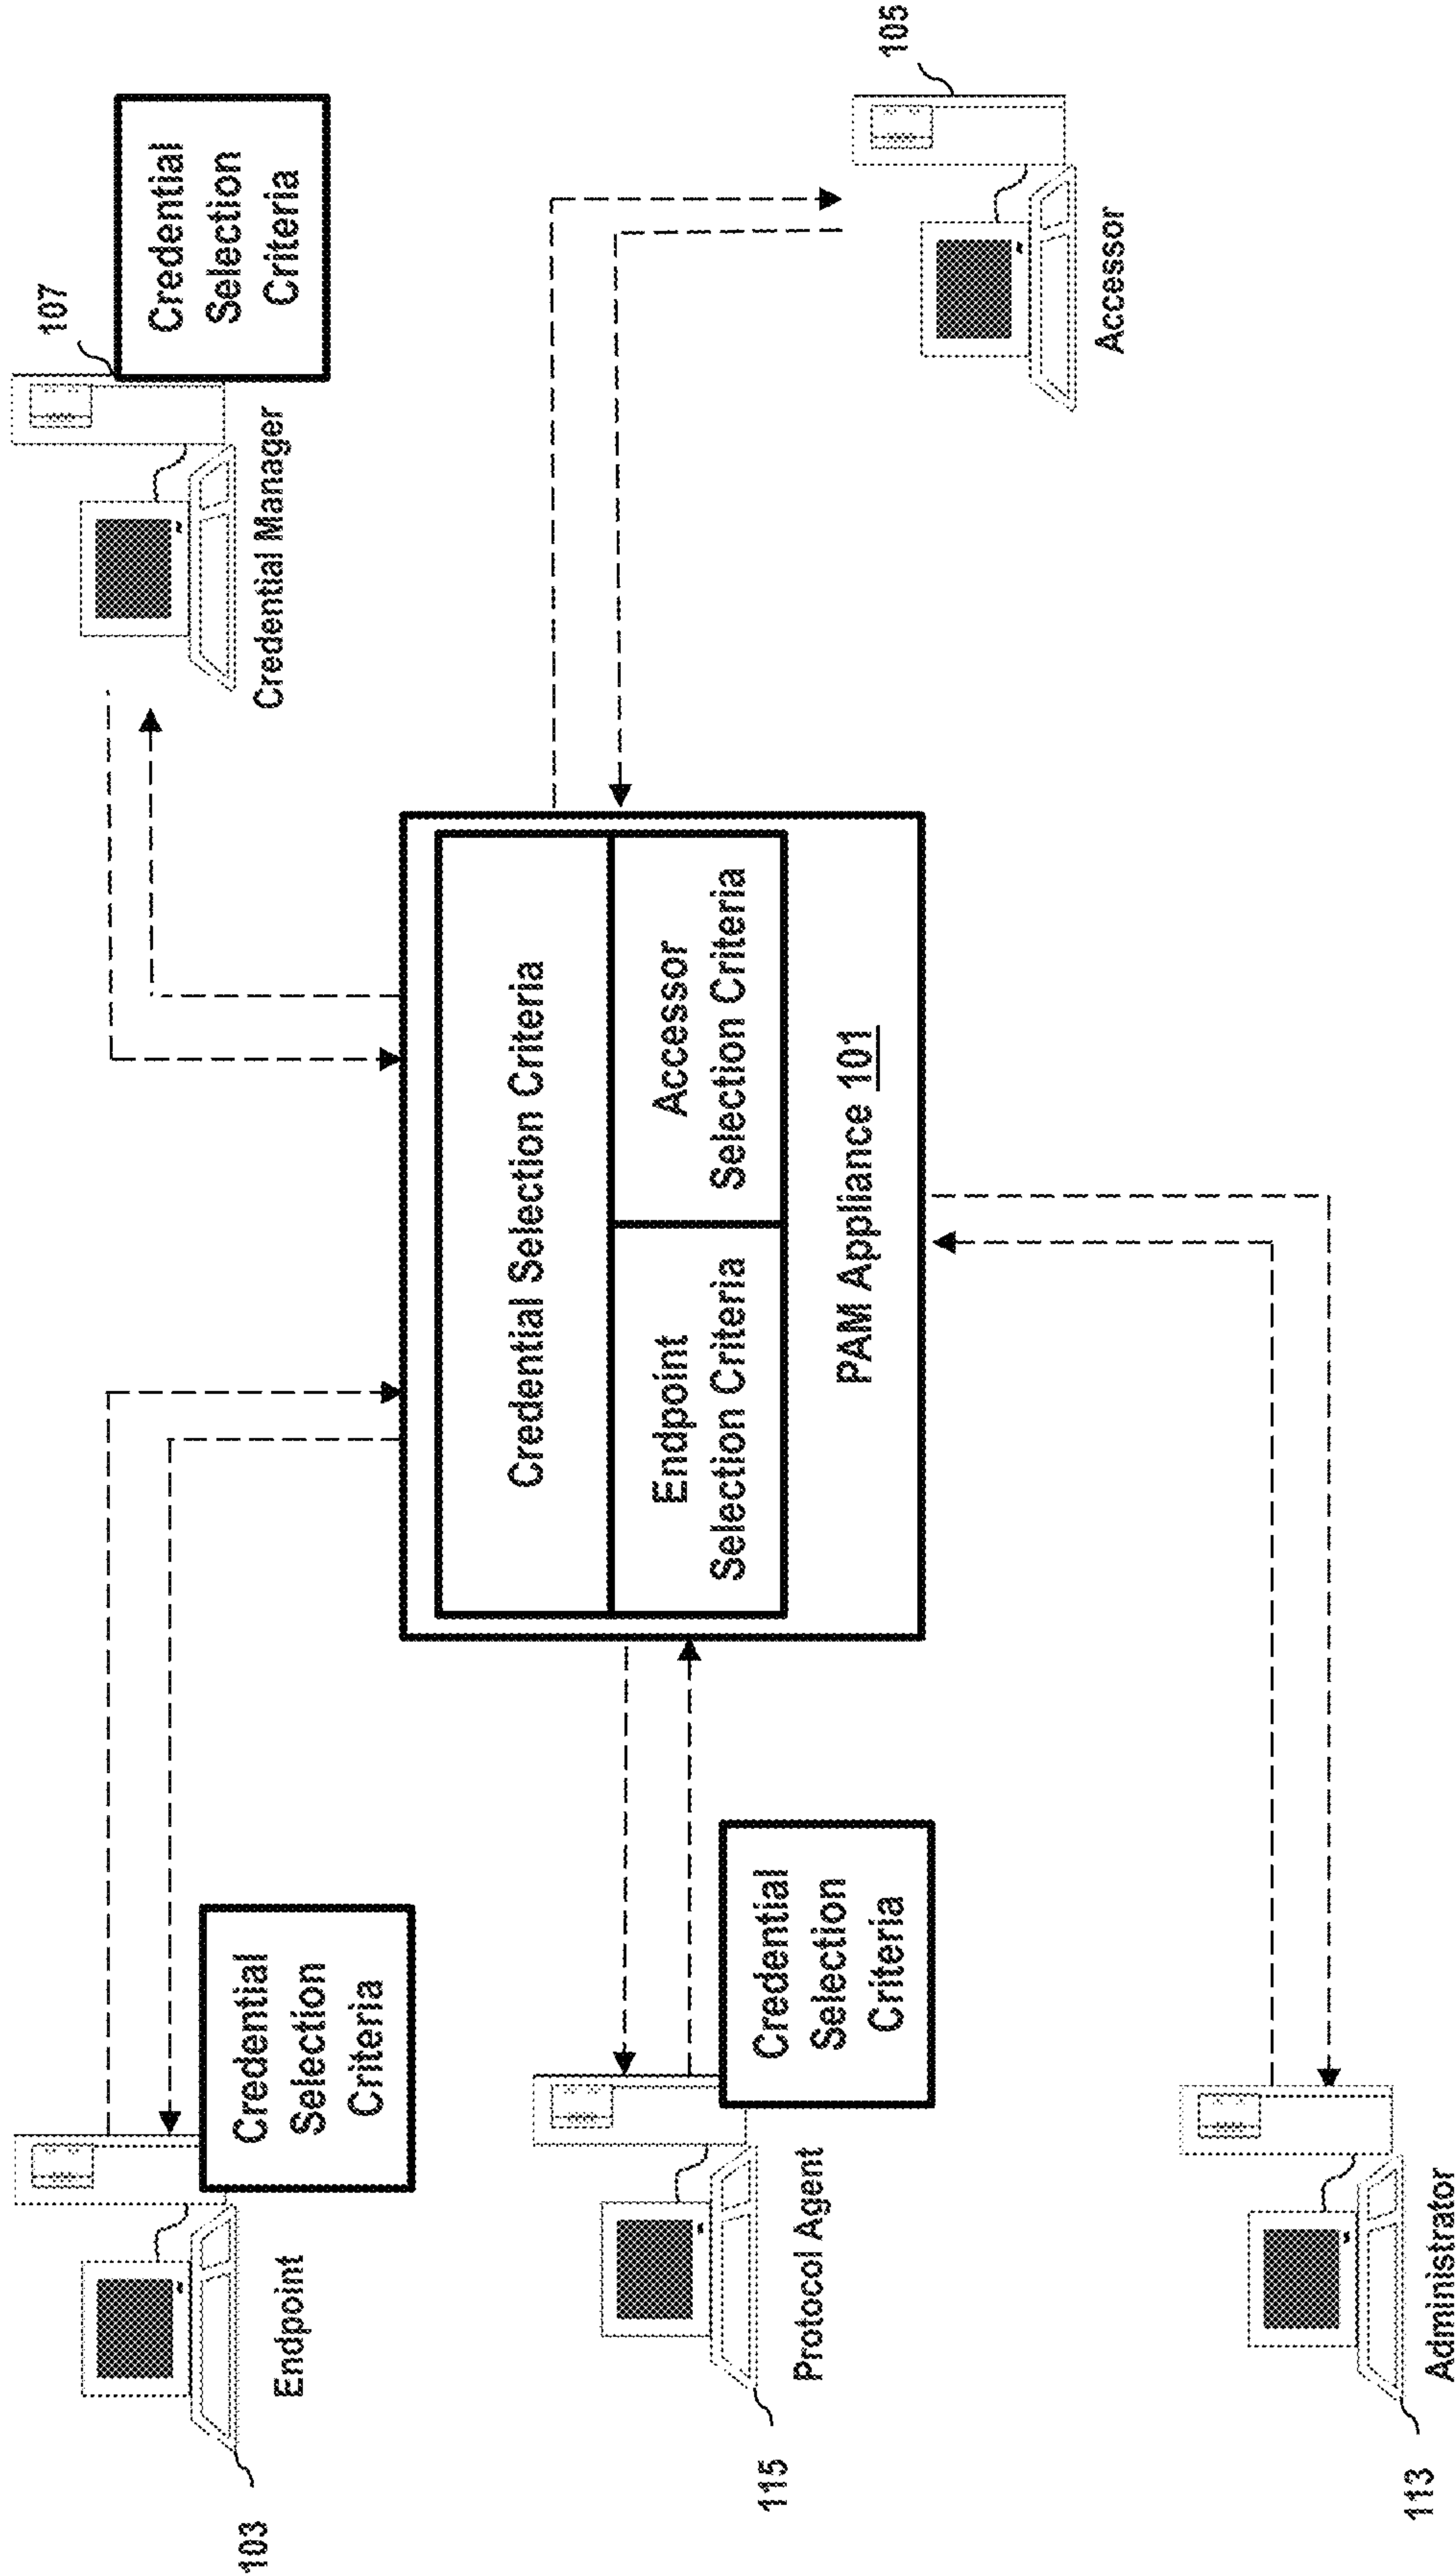 103
Endpoint
Credential
Selection
Criteria
107
Credential Manager
Credential
Selection
Criteria
115
Protocol Agent
Credential
Selection
Criteria
Credential Selection Criteria
Endpoint
Selection Criteria
Accessor
Selection Criteria
PAM Appliance 101
105
Accessor
113
Administrator